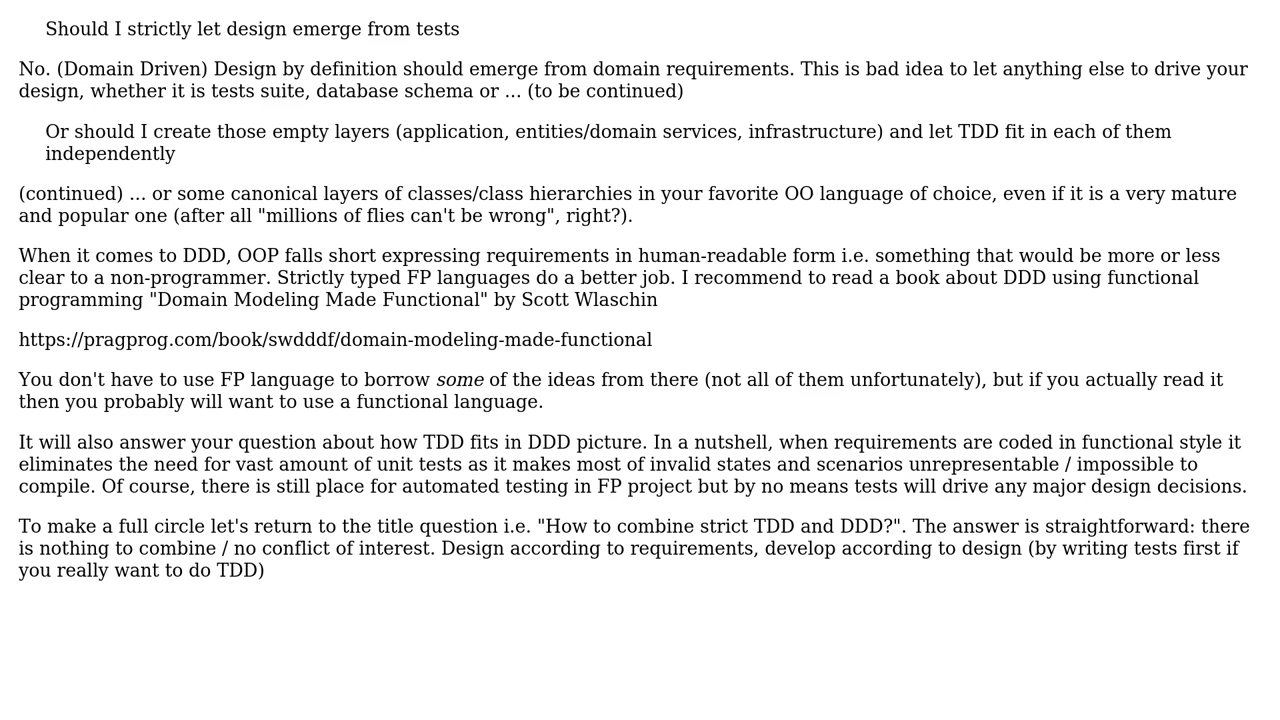 Should I strictly let design emerge from tests
No. (Domain Driven) Design by definition should emerge from domain requirements. This is bad idea to let anything else to drive your
design, whether it is tests suite, database schema or ... (to be continued)
Or should I create those empty layers (application, entities/domain services, infrastructure) and let TDD fit in each of them
independently
(continued) ... or some canonical layers of classes/class hierarchies in your favorite OO language of choice, even if it is a very mature
and popular one (after all "millions of flies can't be wrong", right?).
When it comes to DDD, OOP falls short expressing requirements in human-readable form i.e. something that would be more or less
clear to a non-programmer. Strictly typed FP languages do a better job. I recommend to read a book about DDD using functional
programming "Domain Modeling Made Functional" by Scott Wlaschin
https://pragprog.com/book/swdddf/domain-modeling-made-functional
You don't have to use FP language to borrow some of the ideas from there (not all of them unfortunately), but if you actually read it
then you probably will want to use a functional language.
It will also answer your question about how TDD fits in DDD picture. In a nutshell, when requirements are coded in functional style it
eliminates the need for vast amount of unit tests as it makes most of invalid states and scenarios unrepresentable / impossible to
compile. Of course, there is still place for automated testing in FP project but by no means tests will drive any major design decisions.
To make a full circle let's return to the title question i.e. "How to combine strict TDD and DDD?". The answer is straightforward: there
is nothing to combine / no conflict of interest. Design according to requirements, develop according to design (by writing tests first if
you really want to do TDD)